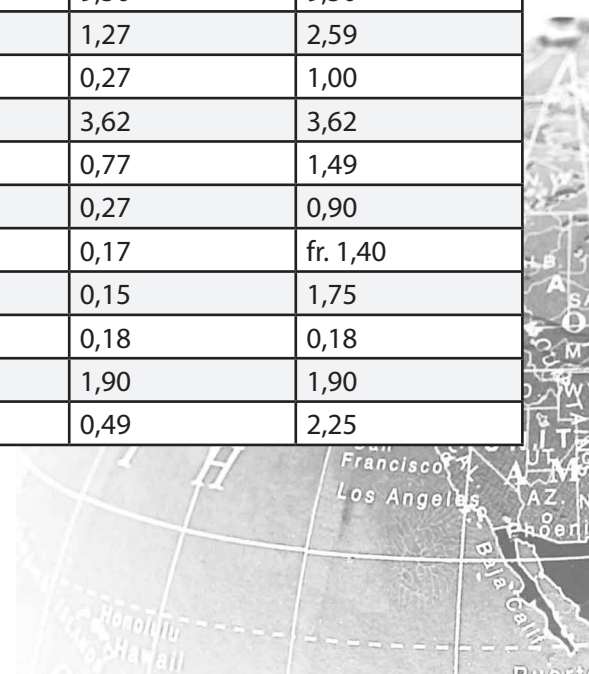 1,27 2,59
0,27 1,00
3,62 3,62
0,77 1,49
0,27 0,90
0,17 fr. 1,40
0,15 1,75
0,18 0,18
1,90 1,90
0,49 2,25
T H
Francisco
Los Angeles
AZ.
Baja Calif
Honolulu
Hawaii